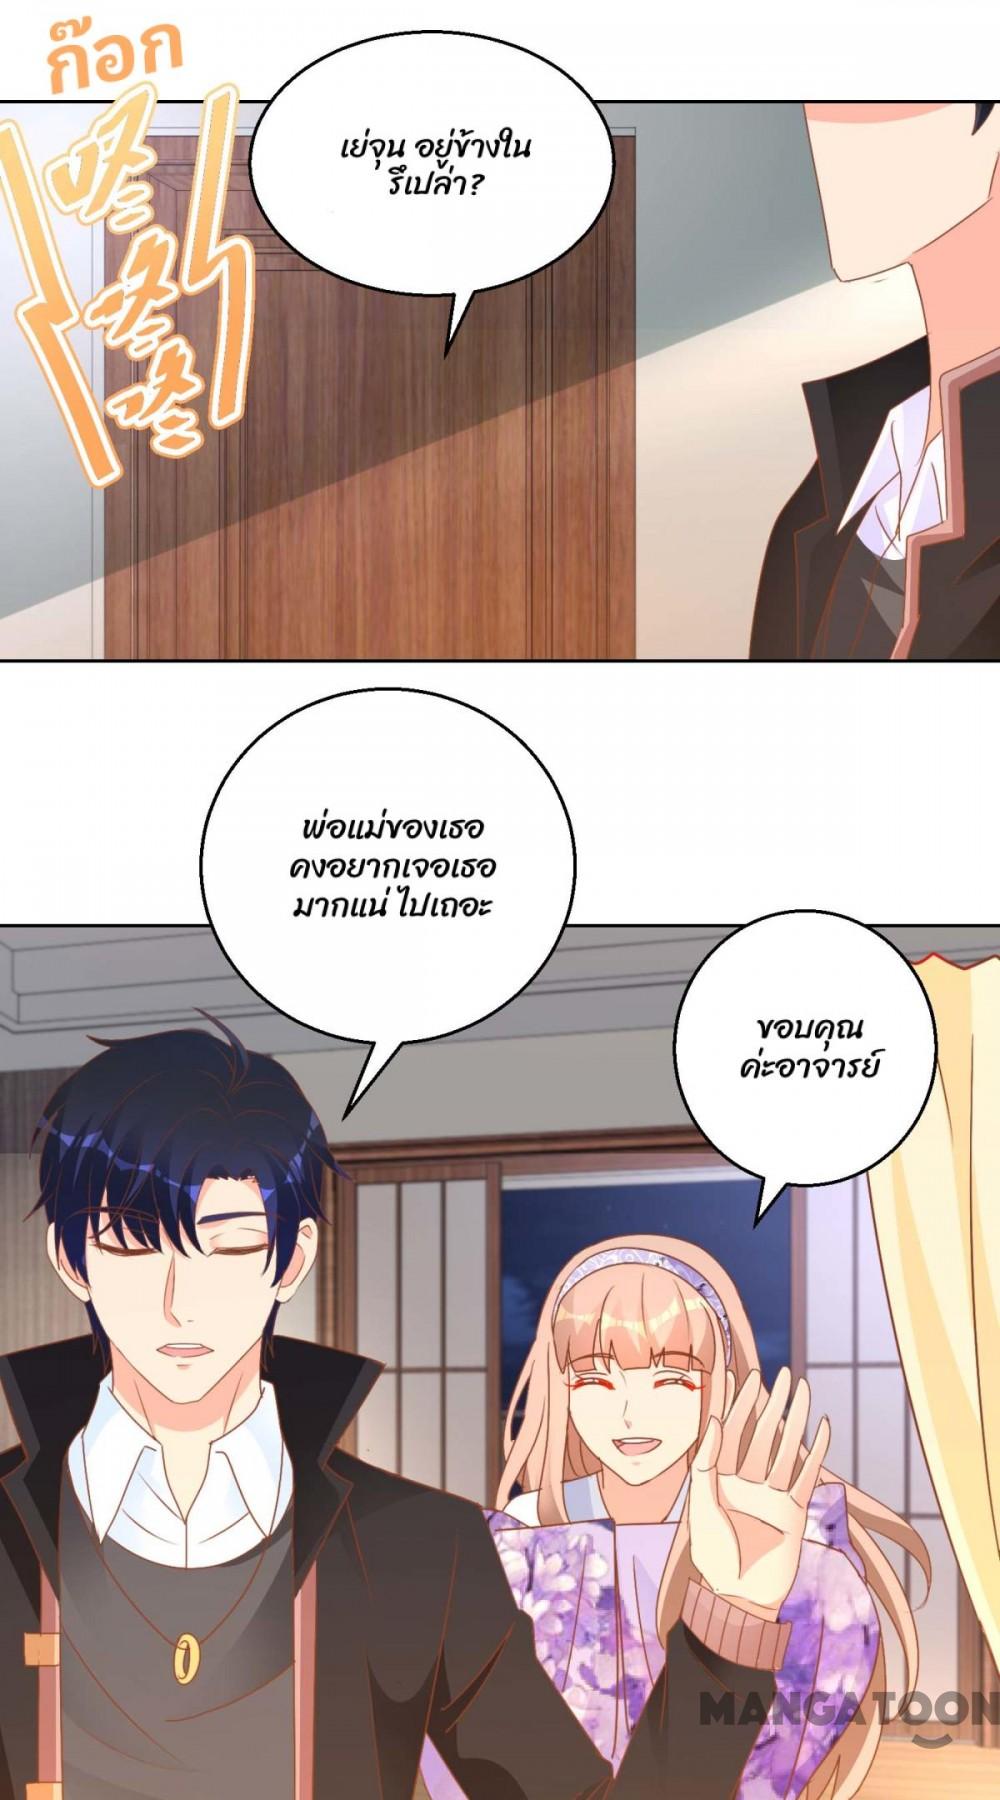 ก๊อก
咚
咚
咚
เย่จุน อยู่ข้างใน
รึเปล่า?
พ่อแม่ของเธอ
คงอยากเจอเธอ
มากแน่ ไปเถอะ
ขอบคุณ
ค่ะอาจารย์
MANGATOON